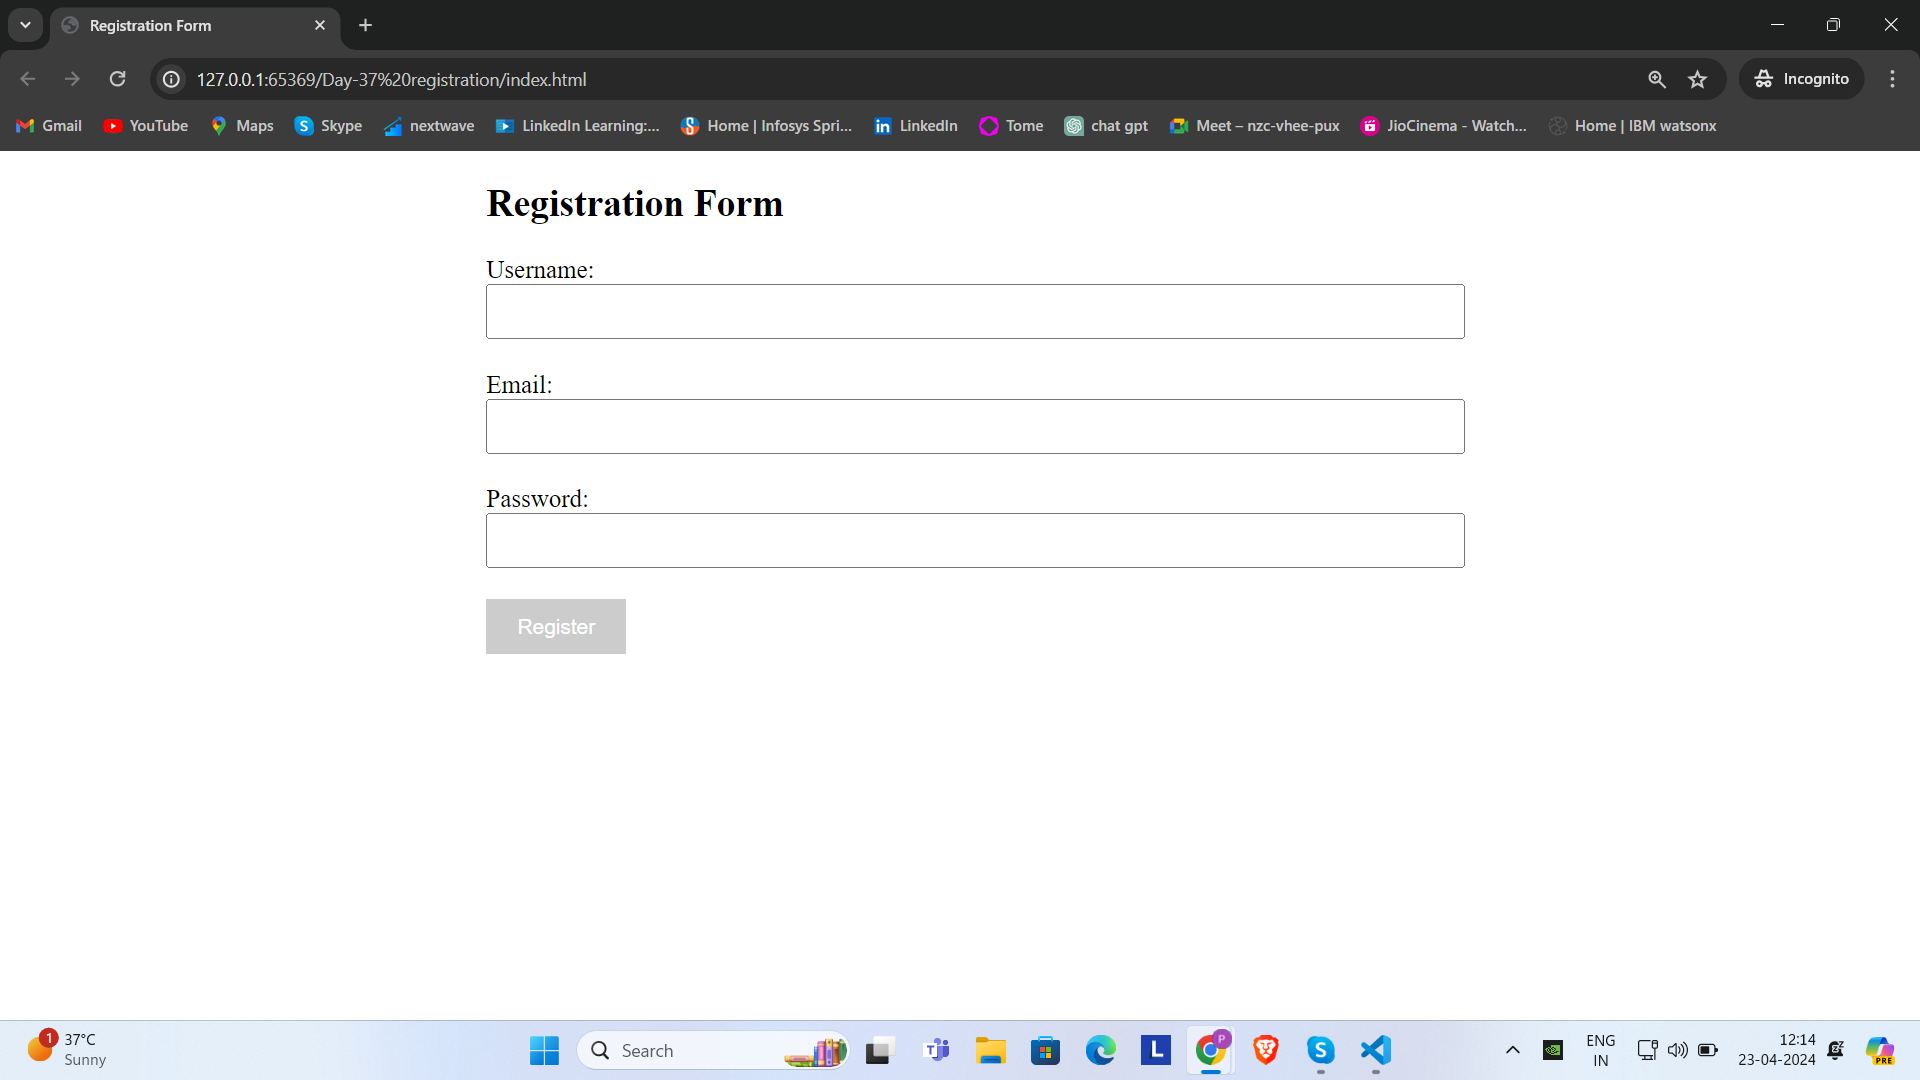 Registration Form
127.0.0.1:65369/Day-37%20registration/index.html
Incognito
Gmail YouTube Maps Skype nextwave LinkedIn Learning:... Home | Infosys Spri... LinkedIn Tome chat gpt Meet – nzc-vhee-pux JioCinema - Watch... Home | IBM watsonx
Registration Form
Username:
Email:
Password:
Register
1
37°C
Sunny
Search
L
P
S
ENG
IN
12:14
23-04-2024
PRE